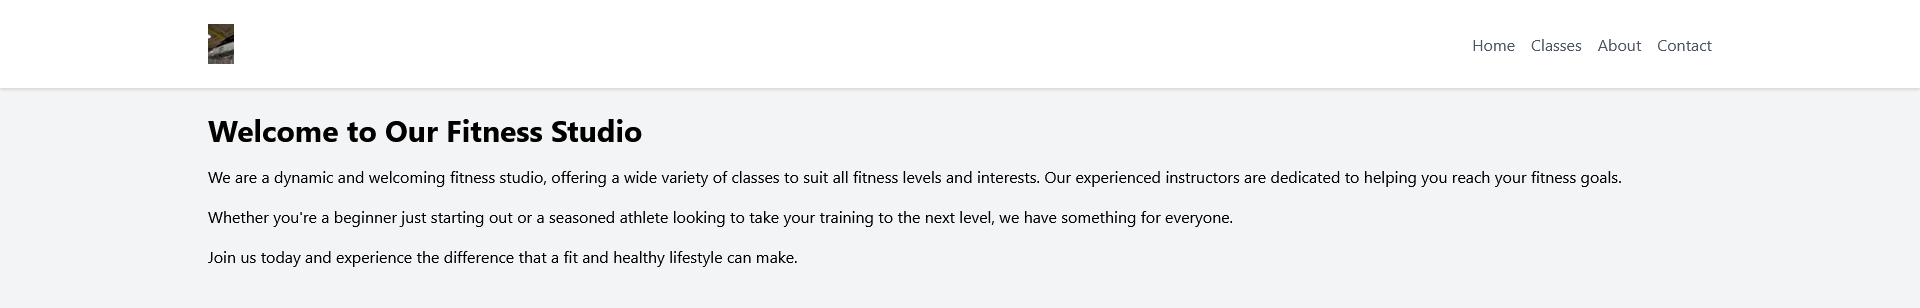 Home Classes About Contact
Welcome to Our Fitness Studio
We are a dynamic and welcoming fitness studio, offering a wide variety of classes to suit all fitness levels and interests. Our experienced instructors are dedicated to helping you reach your fitness goals.
Whether you're a beginner just starting out or a seasoned athlete looking to take your training to the next level, we have something for everyone.
Join us today and experience the difference that a fit and healthy lifestyle can make.